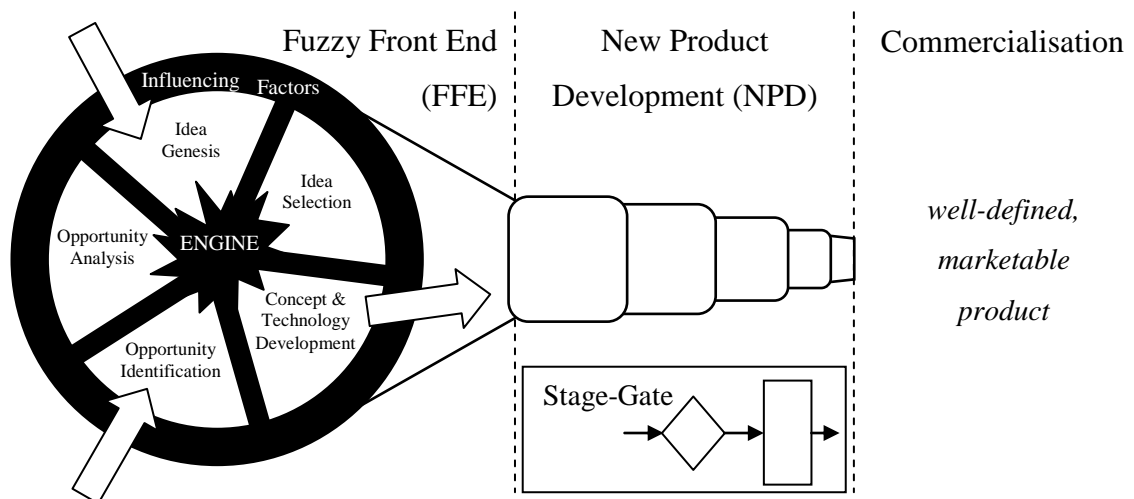 Fuzzy Front End
(FFE)
New Product
Development (NPD)
Commercialisation
Influencing Factors
Idea
Genesis
Idea
Selection
Opportunity
Analysis
ENGINE
Concept &
Technology
Development
Opportunity
Identification
well-defined,
marketable
product
Stage-Gate